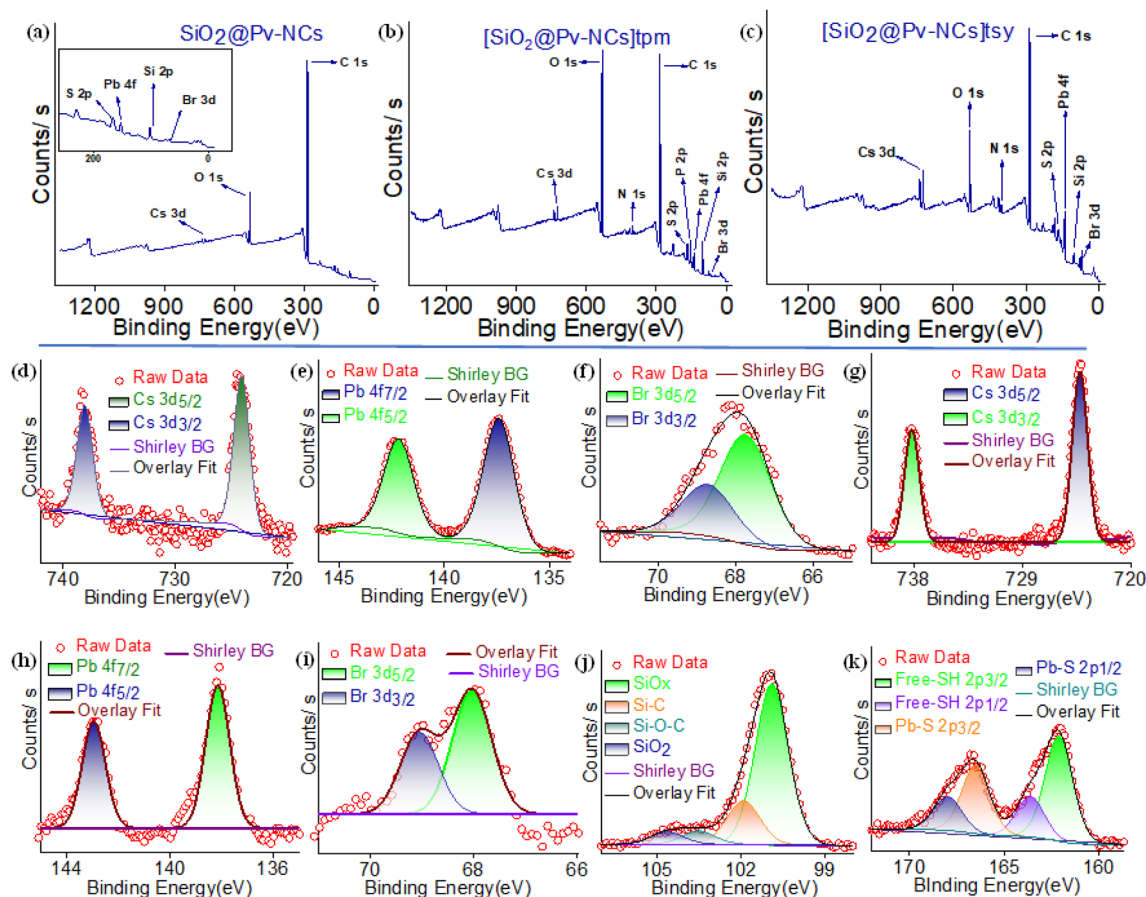 (a) SiO2@Pv-NCs
Counts/ s
S 2p
Pb 4f
Si 2p
Br 3d
200 0
C 1s
O 1s
Cs 3d
1200 900 600 300 0
Binding Energy(eV)
(b) [SiO2@Pv-NCs]tpm
Counts/ s
O 1s
C 1s
Cs 3d
N 1s
S 2p
P 2p
Pb 4f
Si 2p
Br 3d
1200 900 600 300 0
Binding Energy(eV)
(c) [SiO2@Pv-NCs]tsy
Counts/ s
C 1s
O 1s
Pb 4f
N 1s
S 2p
Cs 3d
Si 2p
Br 3d
1200 900 600 300 0
Binding Energy(eV)
(d)
Raw Data
Cs 3d5/2
Cs 3d3/2
Shirley BG
Overlay Fit
Counts/ s
740 730 720
Binding Energy(eV)
(e)
Raw Data
Pb 4f7/2
Pb 4f5/2
Shirley BG
Overlay Fit
Counts/ s
145 140 135
Binding Energy(eV)
(f)
Raw Data
Br 3d5/2
Br 3d3/2
Shirley BG
Overlay Fit
Counts/ s
70 68 66
Binding Energy(eV)
(g)
Raw Data
Cs 3d5/2
Cs 3d3/2
Shirley BG
Overlay Fit
Counts/ s
738 729 720
Binding Energy(eV)
(h)
Raw Data
Pb 4f7/2
Pb 4f5/2
Overlay Fit
Shirley BG
Counts/ s
144 140 136
Binding Energy(eV)
(i)
Raw Data
Br 3d5/2
Br 3d3/2
Overlay Fit
Shirley BG
Counts/ s
70 68 66
Binding Energy(eV)
(j)
Raw Data
SiOx
Si-C
Si-O-C
SiO2
Shirley BG
Overlay Fit
Counts/ s
105 102 99
Binding Energy(eV)
(k)
Raw Data
Free-SH 2p3/2
Free-SH 2p1/2
Pb-S 2p3/2
Pb-S 2p1/2
Shirley BG
Overlay Fit
Counts/ s
170 165 160
BInding Energy(eV)